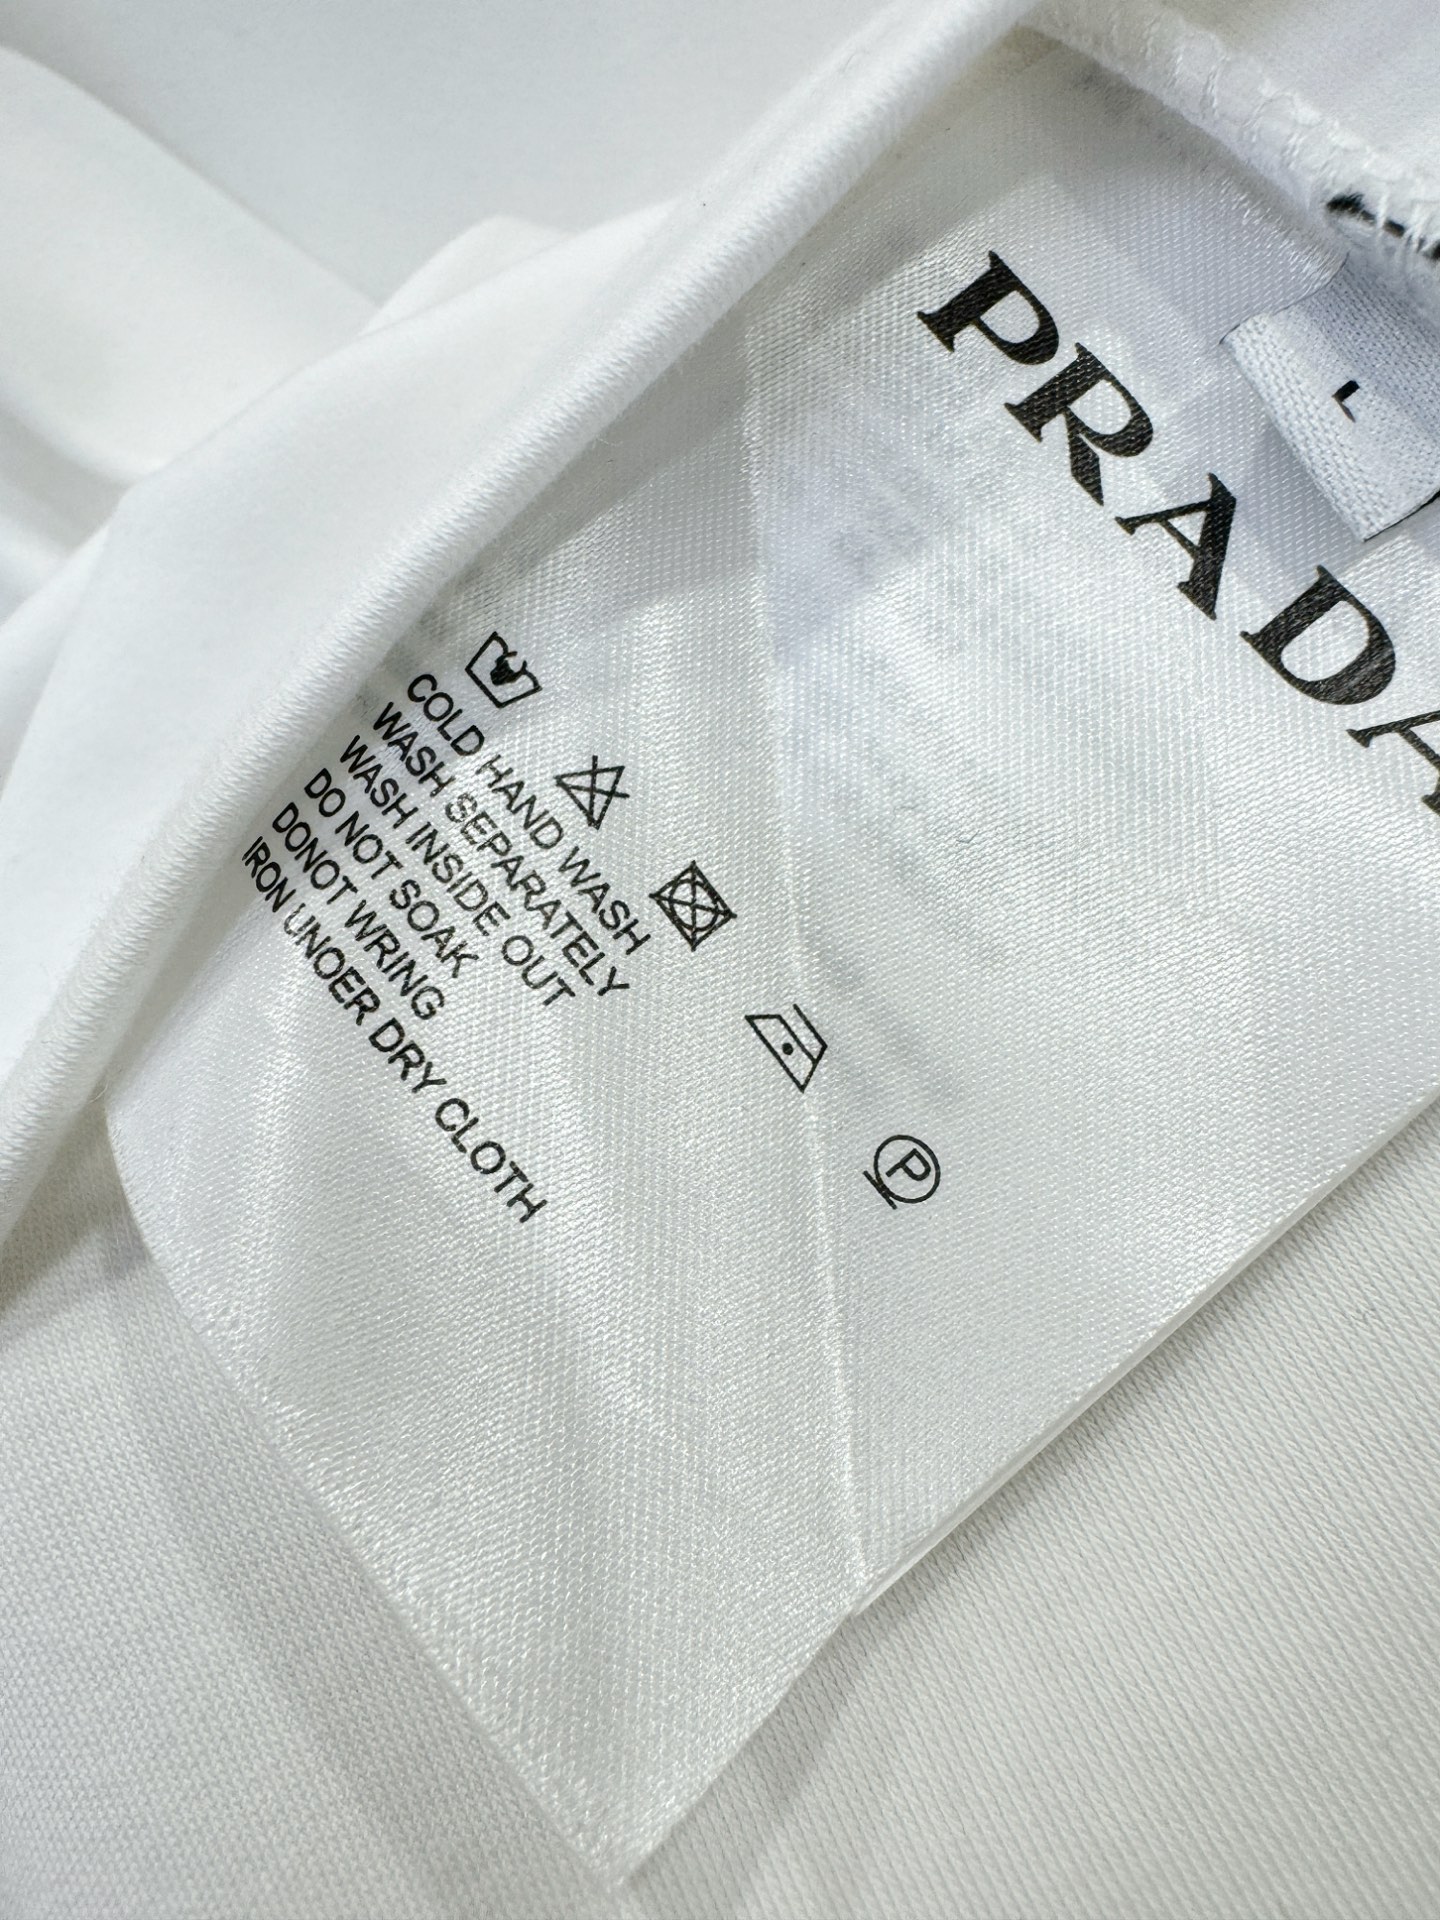 PRADA
L
COLD HAND WASH
WASH SEPARATELY
WASH INSIDE OUT
DO NOT SOAK
DONOT WRING
IRON UNOER DRY CLOTH
P